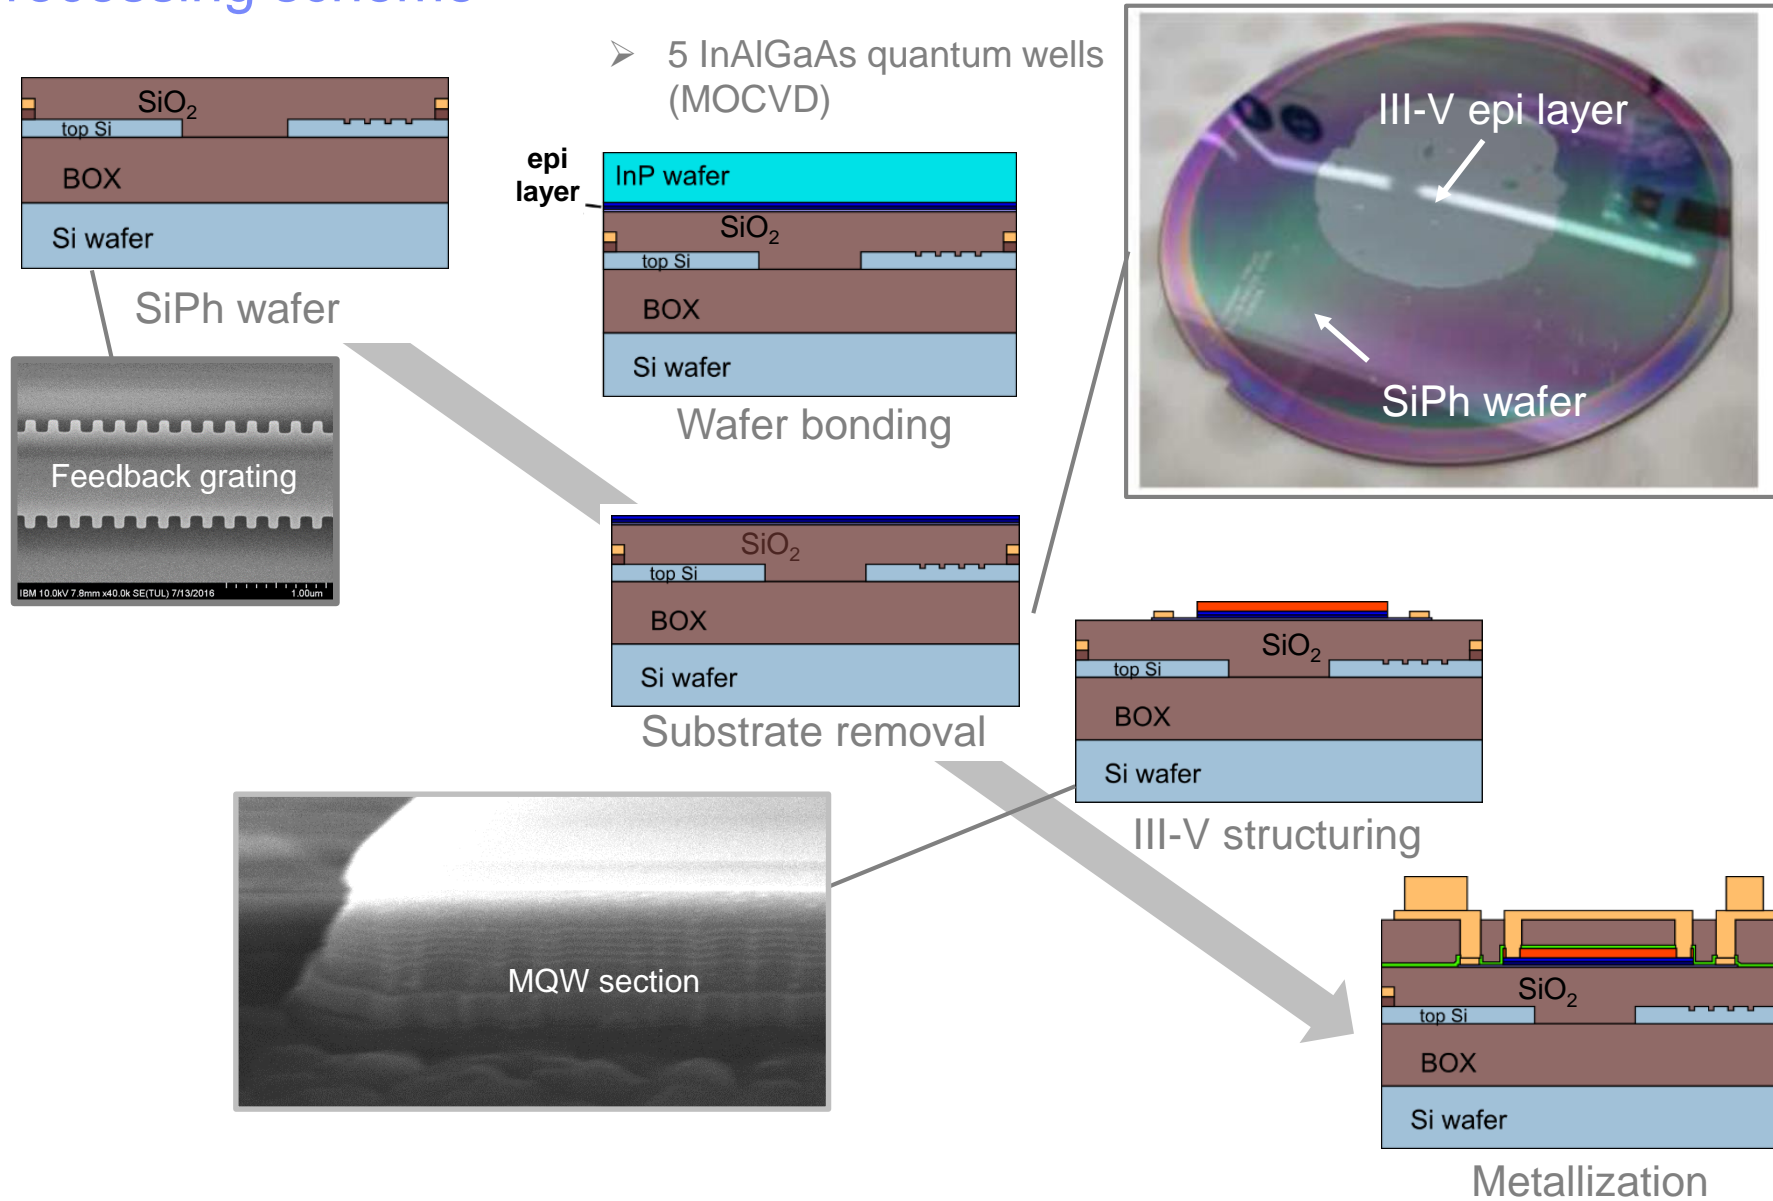 ➢ 5 InAlGaAs quantum wells
(MOCVD)
SiO2
top Si
BOX
Si wafer
SiPh wafer
epi
layer
InP wafer
SiO2
top Si
BOX
Si wafer
Wafer bonding
III-V epi layer
SiPh wafer
Feedback grating
IBM 10.0kV 7.8mm x40.0k SE(TUL) 7/13/2016
1.00um
SiO2
top Si
BOX
Si wafer
Substrate removal
SiO2
top Si
BOX
Si wafer
III-V structuring
MQW section
SiO2
top Si
BOX
Si wafer
Metallization